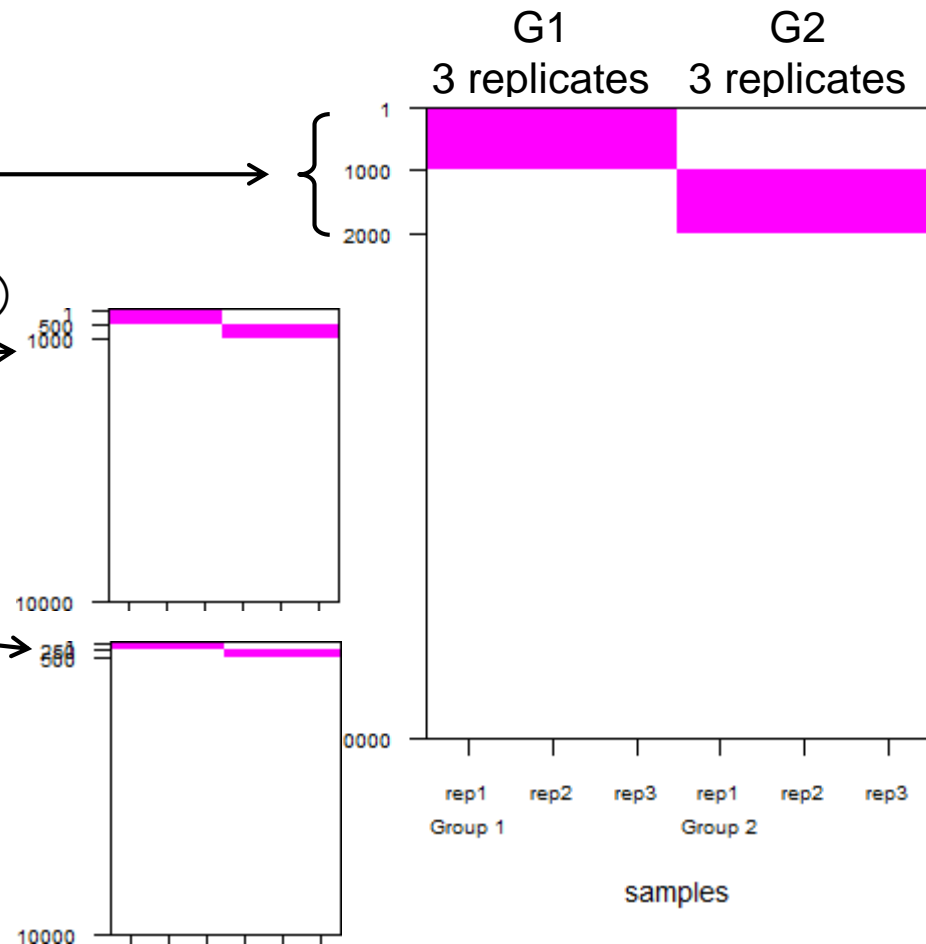 G1 G2
3 replicates 3 replicates
1
1000
2000
0000
rep1 rep2 rep3 rep1 rep2 rep3
Group 1 Group 2
samples
1
500
1000
10000
1
250
500
10000